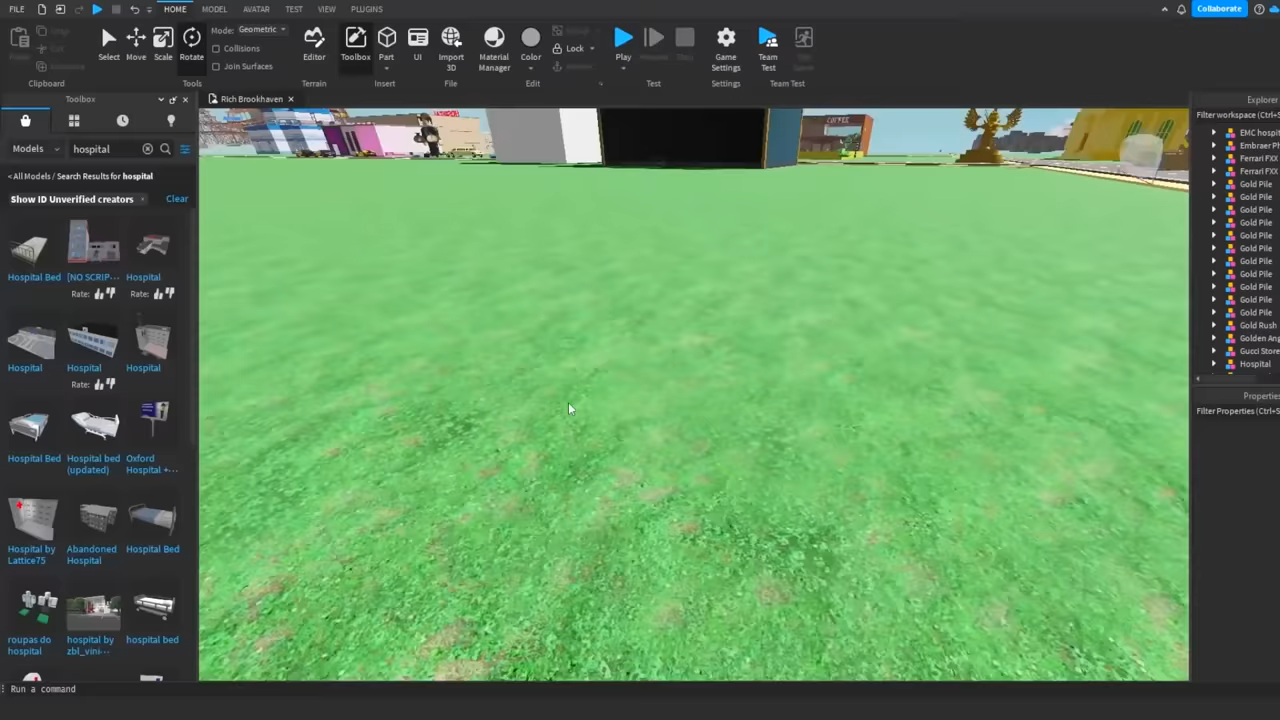 FILE
HOME MODEL AVATAR TEST VIEW PLUGINS
Collaborate
Mode: Geometric
Collisions
Join Surfaces
Select Move Scale Rotate
Editor
Toolbox Part UI Import 3D
Material Manager Color
Lock
Play
Game Settings
Team Test
Clipboard Tools Terrain Insert File Edit Test Settings Team Test
Toolbox
Rich Brookhaven
Models
hospital
< All Models / Search Results for hospital
Show ID Unverified creators
Clear
Hospital Bed [NO SCRIP... Hospital
Rate: Rate:
Hospital Hospital Hospital
Rate:
Hospital Bed Hospital bed (updated) Oxford Hospital +...
Hospital by Lattice75 Abandoned Hospital Hospital Bed
roupas do hospital hospital by zbl_vini-... hospital bed
COFFEE
Explorer
Filter workspace (Ctrl+S
EMC hospit
Embraer Ph
Ferrari FXX
Ferrari FXX
Gold Pile
Gold Pile
Gold Pile
Gold Pile
Gold Pile
Gold Pile
Gold Pile
Gold Pile
Gold Pile
Gold Pile
Gold Pile
Gold Rush
Golden Ang
Gucci Store
Hospital
Properties
Filter Properties (Ctrl+S
Run a command